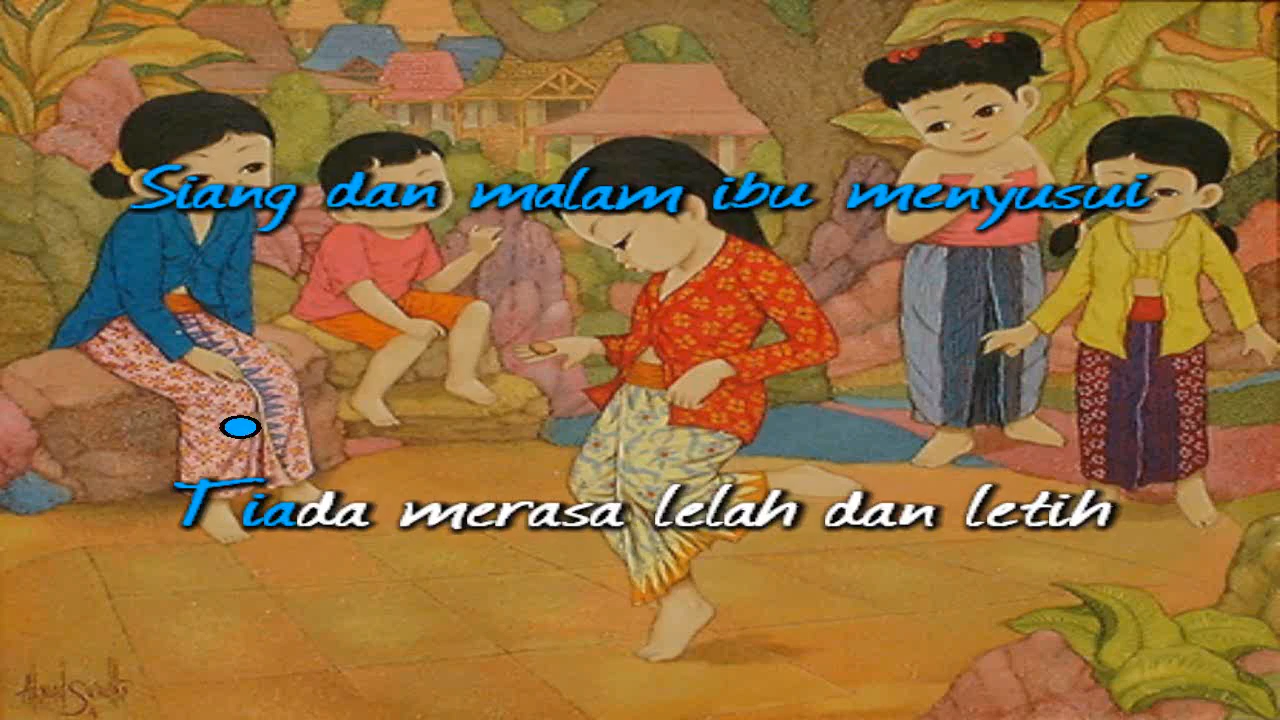 Siang dan malam ibu menyusui
Tiada merasa lelah dan letih